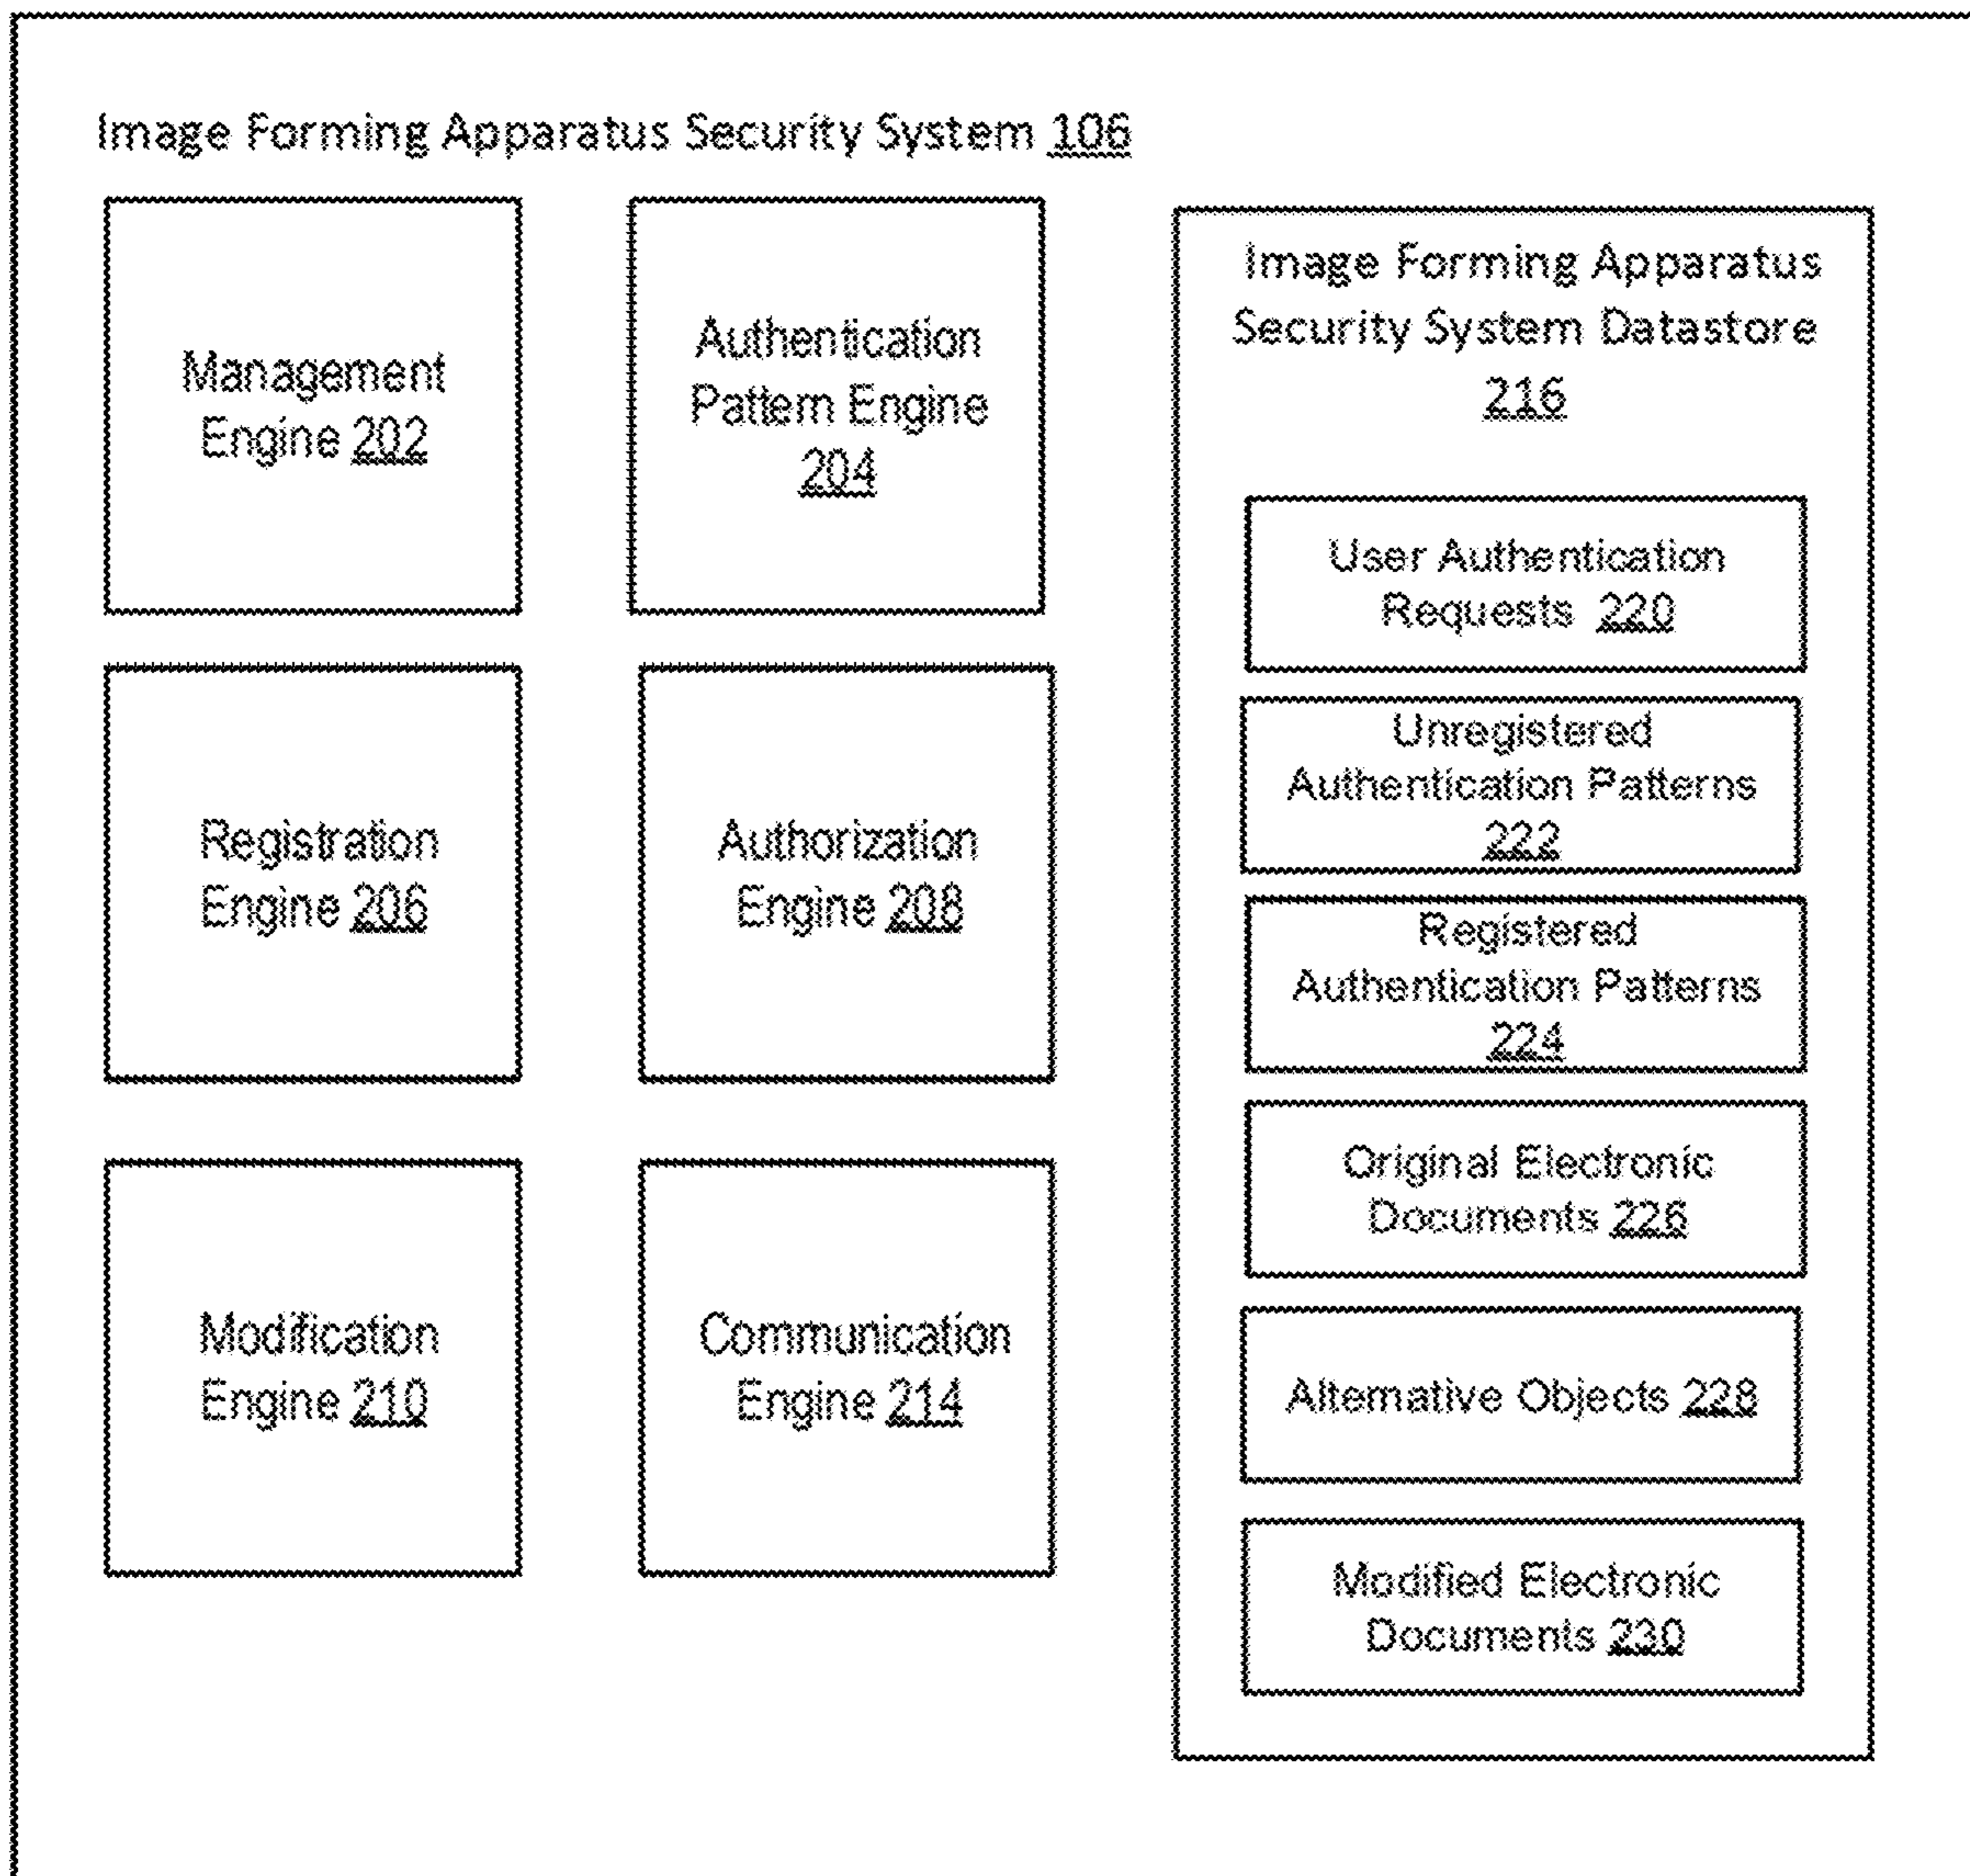 Image Forming Apparatus Security System 106
Management
Engine 202
Authentication
Pattern Engine
204
Registration
Engine 206
Authorization
Engine 208
Modification
Engine 210
Communication
Engine 214
Image Forming Apparatus
Security System Datastore
216
User Authentication
Requests 220
Unregistered
Authentication Patterns
222
Registered
Authentication Patterns
224
Original Electronic
Documents 226
Alternative Objects 228
Modified Electronic
Documents 230